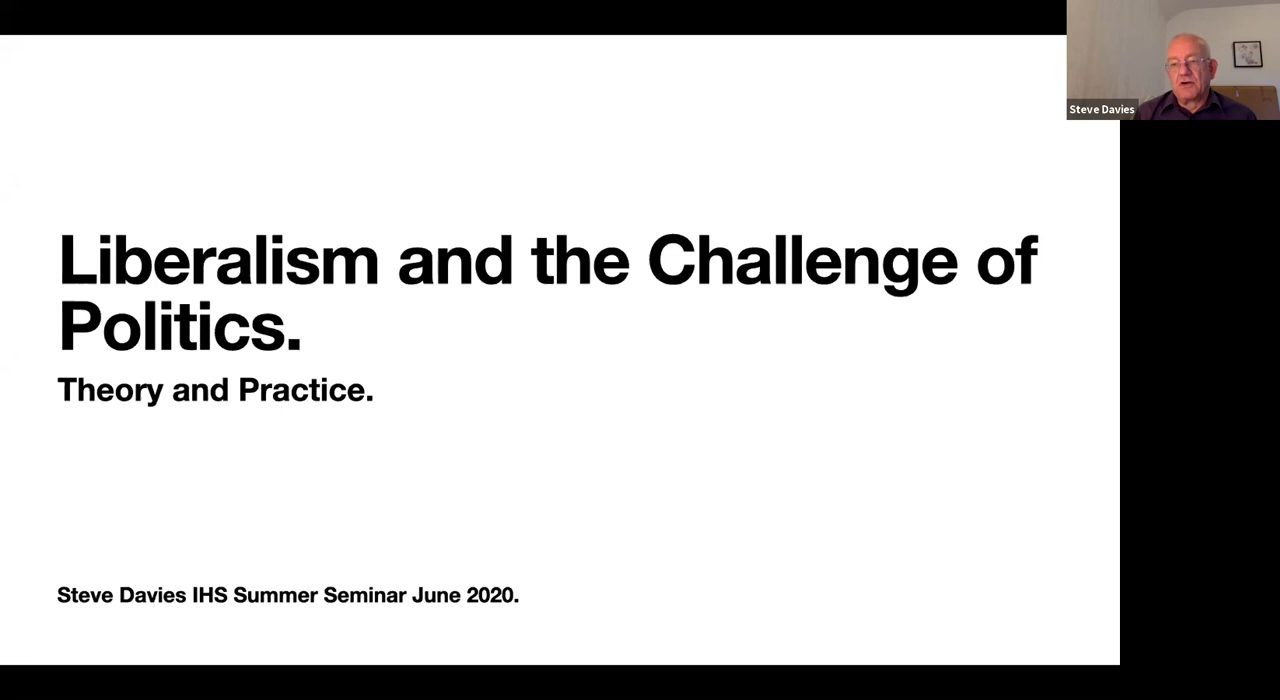 Steve Davies
Liberalism and the Challenge of
Politics.
Theory and Practice.
Steve Davies IHS Summer Seminar June 2020.